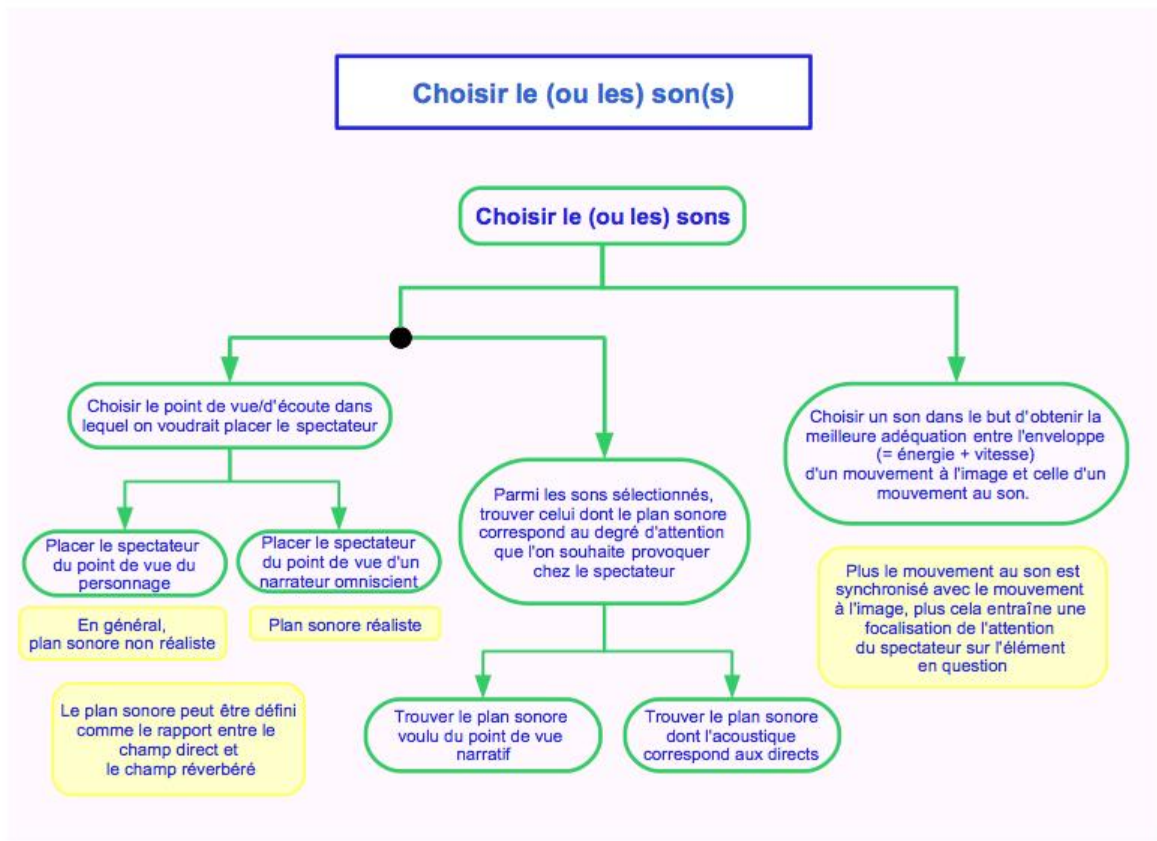 Choisir le (ou les) son(s)
Choisir le (ou les) sons
Choisir le point de vue/d'écoute dans
lequel on voudrait placer le spectateur
Placer le spectateur
du point de vue du
personnage
En général,
plan sonore non réaliste
Placer le spectateur
du point de vue d'un
narrateur omniscient
Plan sonore réaliste
Le plan sonore peut être défini
comme le rapport entre le
champ direct et
le champ réverbéré
Parmi les sons sélectionnés,
trouver celui dont le plan sonore
correspond au degré d'attention
que l'on souhaite provoquer
chez le spectateur
Trouver le plan sonore
voulu du point de vue
narratif
Trouver le plan sonore
dont l'acoustique
correspond aux directs
Choisir un son dans le but d'obtenir la
meilleure adéquation entre l'enveloppe
(= énergie + vitesse)
d'un mouvement à l'image et celle d'un
mouvement au son.
Plus le mouvement au son est
synchronisé avec le mouvement
à l'image, plus cela entraîne une
focalisation de l'attention
du spectateur sur l'élément
en question